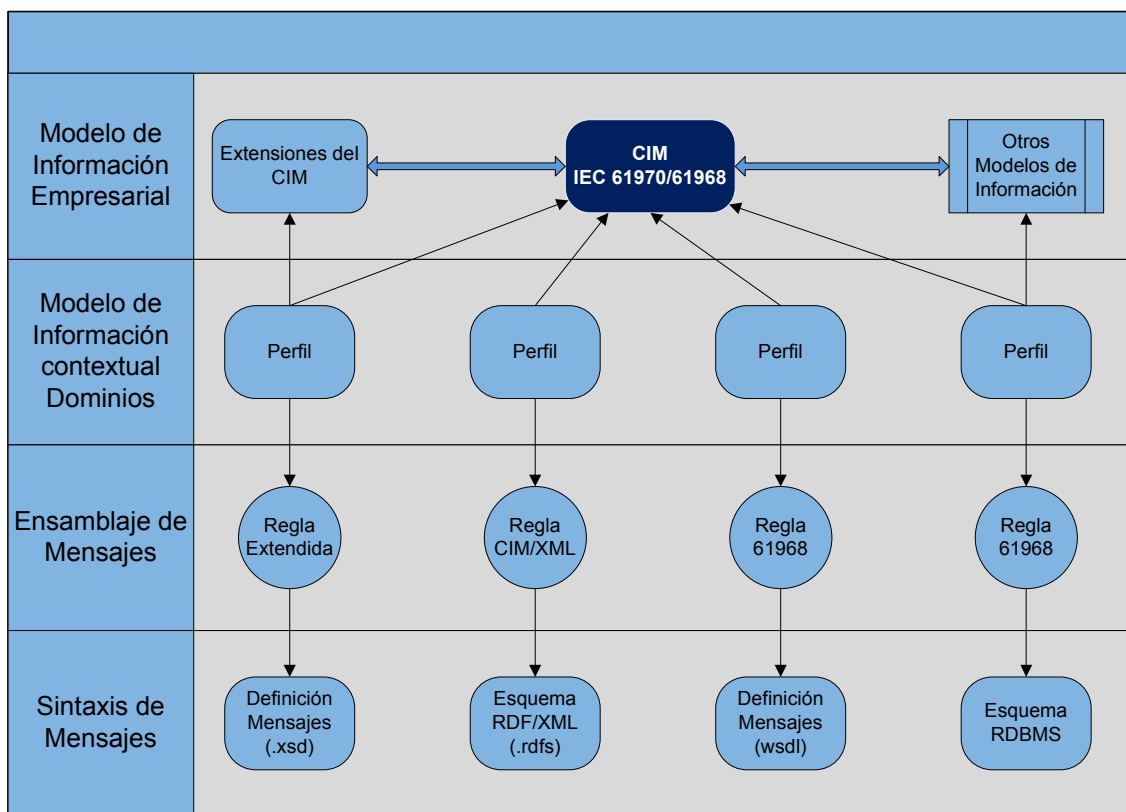 Modelo de
Información
Empresarial
Extensiones del
CIM
CIM
IEC 61970/61968
Otros
Modelos de
Información
Modelo de
Información
contextual
Dominios
Perfil
Perfil
Perfil
Perfil
Ensamblaje de
Mensajes
Regla
Extendida
Regla
CIM/XML
Regla
61968
Regla
61968
Sintaxis de
Mensajes
Definición
Mensajes
(.xsd)
Esquema
RDF/XML
(.rdfs)
Definición
Mensajes
(wsdl)
Esquema
RDBMS